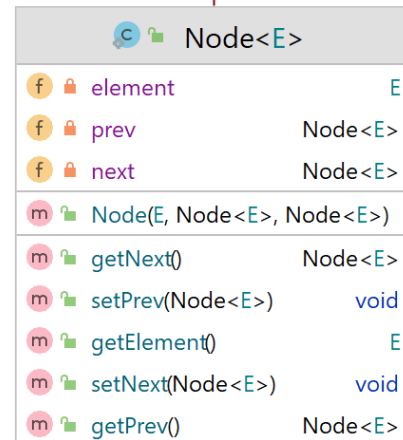 C Node<E>
f element E
f prev Node<E>
f next Node<E>
m Node(E, Node<E>, Node<E>)
m getNext() Node<E>
m setPrev(Node<E>) void
m getElement() E
m setNext(Node<E>) void
m getPrev() Node<E>